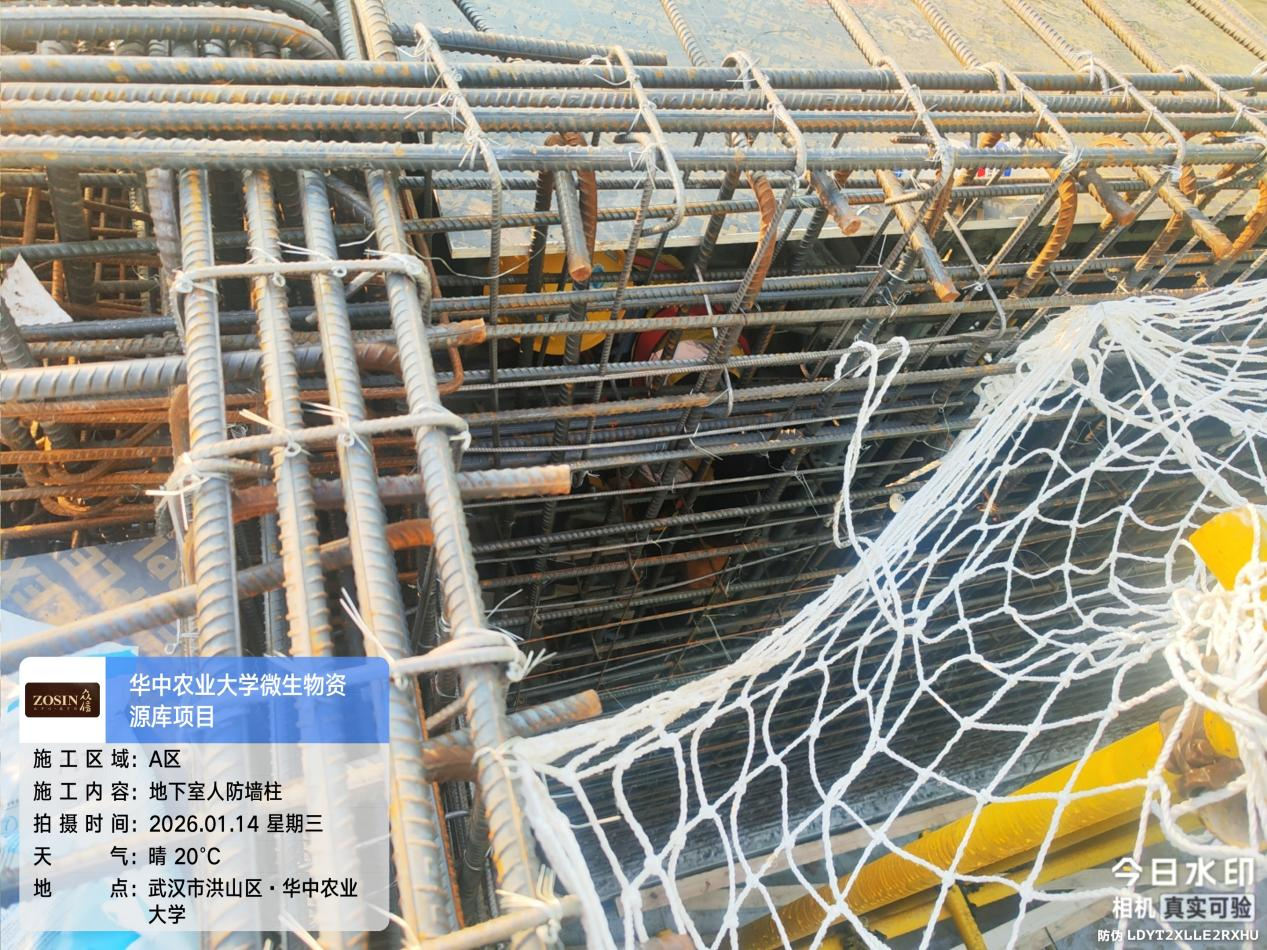 ZOSIN 众信
华中农业大学微生物资
源库项目
施工区域：A区
施工内容：地下室人防墙柱
拍摄时间：2026.01.14 星期三
天气：晴 20℃
地点：武汉市洪山区·华中农业
大学
今日水印
相机 真实可验
防伪 LDYT2XLLE2RXHU